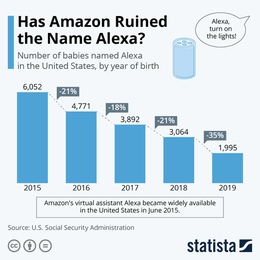 Has Amazon Ruined
the Name Alexa?
Number of babies named Alexa
in the United States, by year of birth
Alexa,
turn on
the lights!
6,052
-21%
4,771
-18%
3,892
-21%
3,064
-35%
1,995
2015
2016
2017
2018
2019
Amazon's virtual assistant Alexa became widely available
in the United States in June 2015.
Source: U.S. Social Security Administration
statista